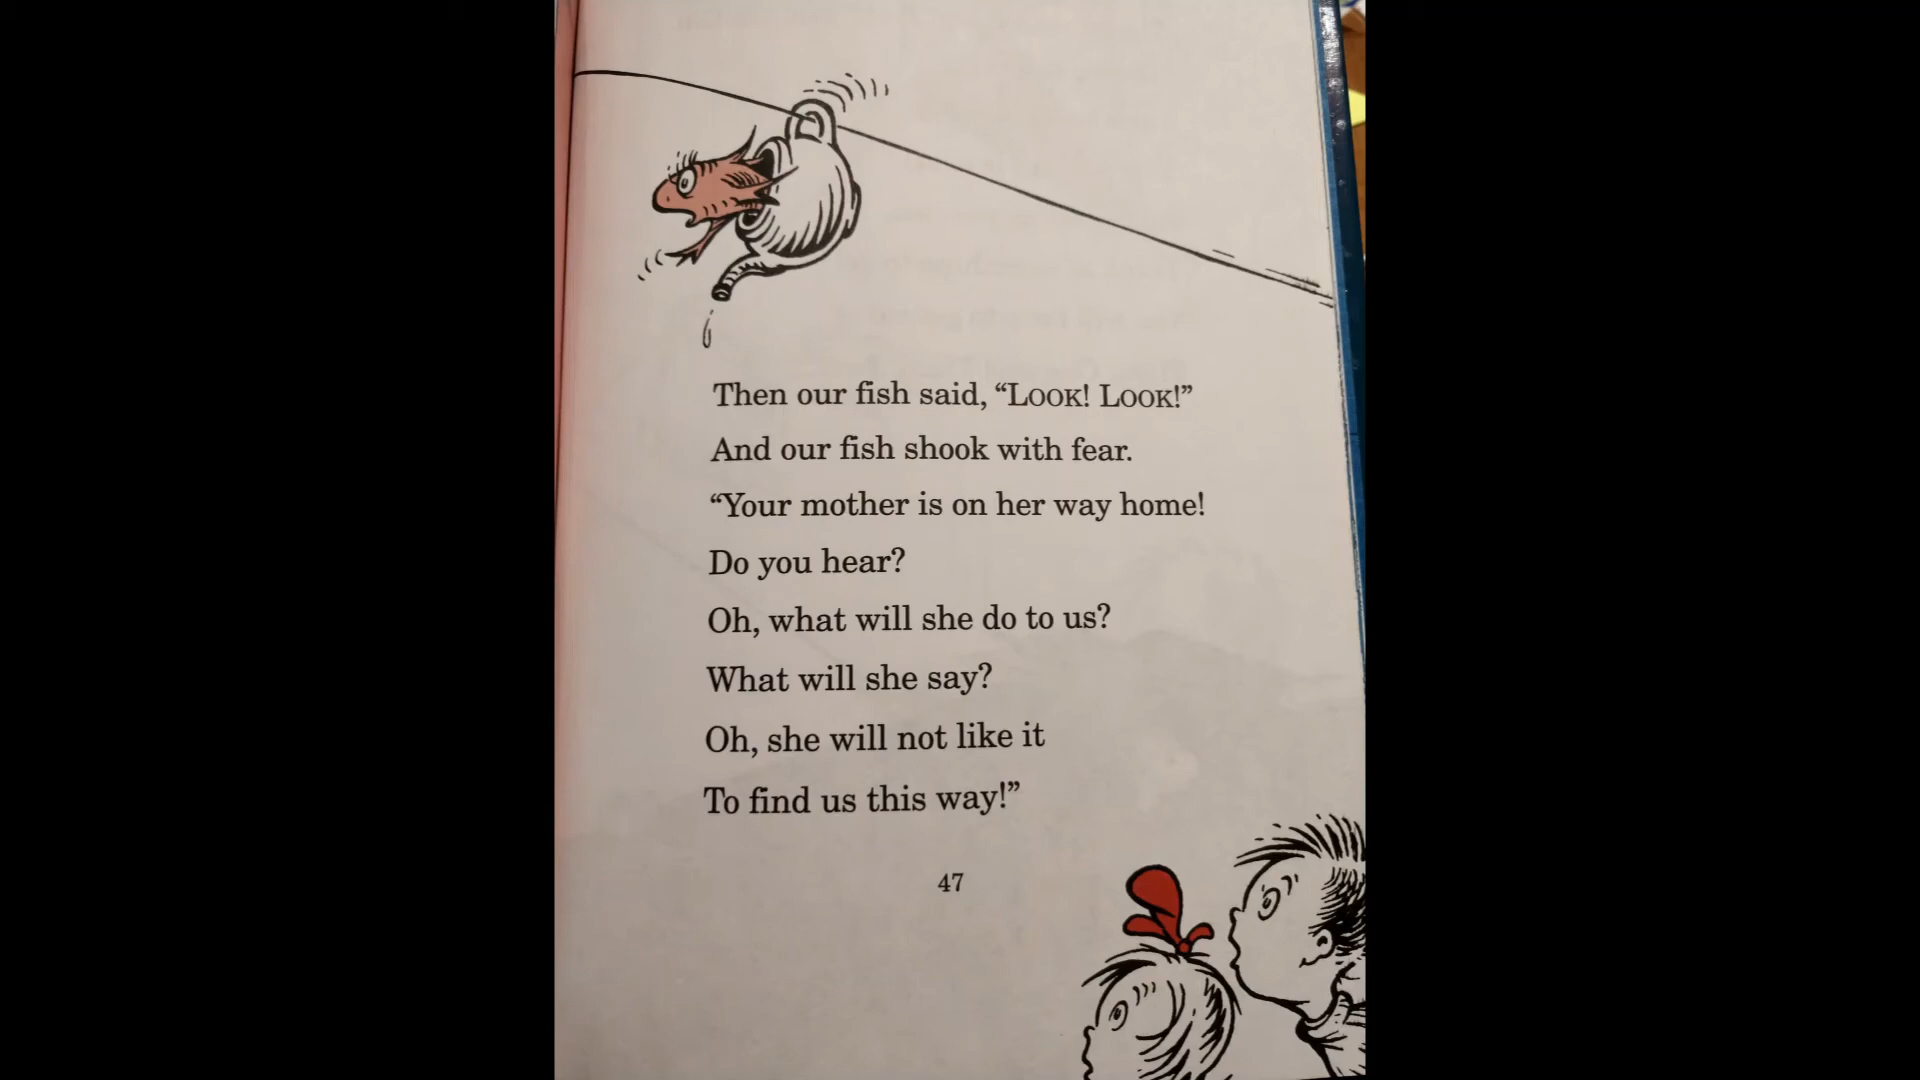 Then our fish said, “LOOK! LOOK!”
And our fish shook with fear.
“Your mother is on her way home!
Do you hear?
Oh, what will she do to us?
What will she say?
Oh, she will not like it
To find us this way!”
47